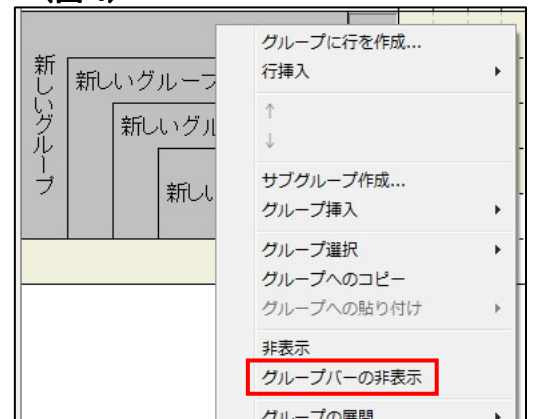 新しいグループ
新しいグループ
新しいグル
新しい
グループに行を作成...
行挿入
↑
↓
サブグループ作成...
グループ挿入
グループ選択
グループへのコピー
グループへの貼り付け
非表示
グループバーの非表示
グループの展開